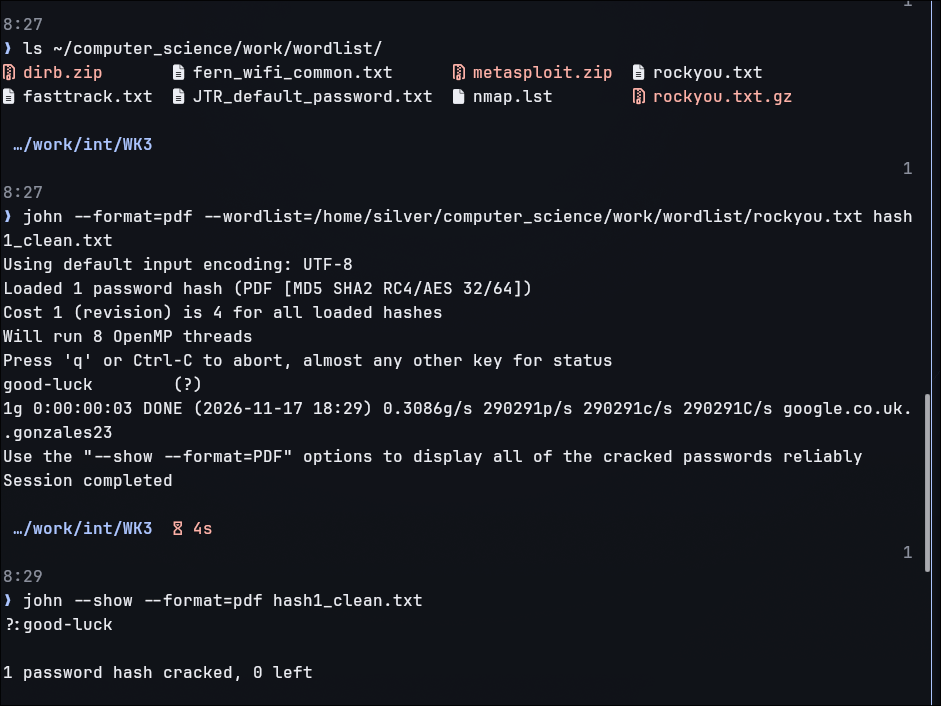 1
8:27
❫ ls ~/computer_science/work/wordlist/
dirb.zip fern_wifi_common.txt metasploit.zip rockyou.txt
fasttrack.txt JTR_default_password.txt nmap.lst rockyou.txt.gz
…/work/int/WK3
1
8:27
❫ john --format=pdf --wordlist=/home/silver/computer_science/work/wordlist/rockyou.txt hash
1_clean.txt
Using default input encoding: UTF-8
Loaded 1 password hash (PDF [MD5 SHA2 RC4/AES 32/64])
Cost 1 (revision) is 4 for all loaded hashes
Will run 8 OpenMP threads
Press 'q' or Ctrl-C to abort, almost any other key for status
good-luck (?)
1g 0:00:00:03 DONE (2026-11-17 18:29) 0.3086g/s 290291p/s 290291c/s 290291C/s google.co.uk.
.gonzales23
Use the "--show --format=PDF" options to display all of the cracked passwords reliably
Session completed
…/work/int/WK3 4s
1
8:29
❫ john --show --format=pdf hash1_clean.txt
?:good-luck
1 password hash cracked, 0 left